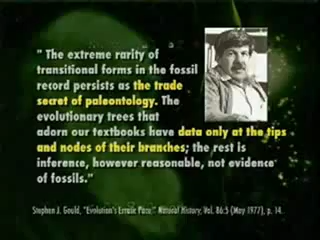 " The extreme rarity of
transitional forms in the fossil
record persists as the trade
secret of paleontology. The
evolutionary trees that
adorn our textbooks have data only at the tips
and nodes of their branches; the rest is
inference, however reasonable, not evidence
of fossils."
Stephen J. Gould, "Evolution's Erratic Pace," Natural History, Vol. 86:5 (May 1977), p. 14.